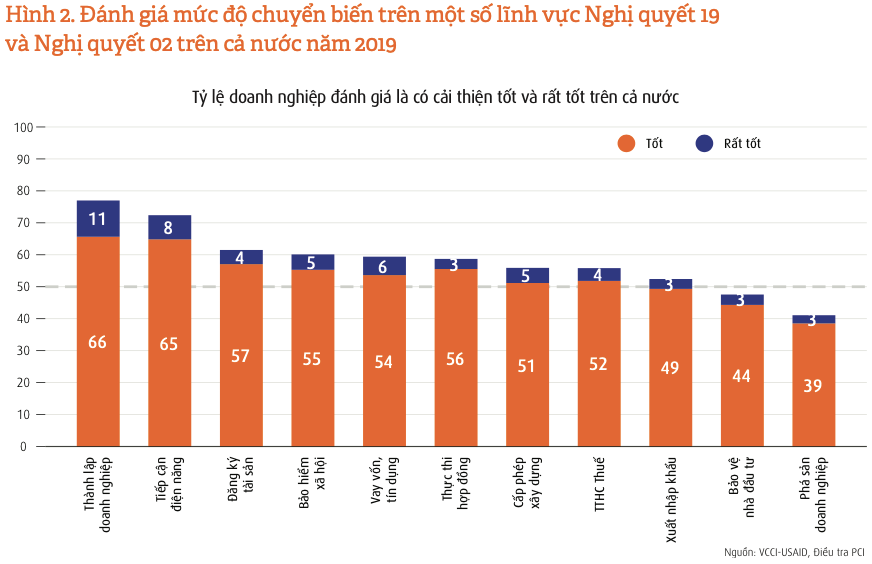 Hình 2. Đánh giá mức độ chuyển biến trên một số lĩnh vực Nghị quyết 19
và Nghị quyết 02 trên cả nước năm 2019
Tỷ lệ doanh nghiệp đánh giá là có cải thiện tốt và rất tốt trên cả nước
Tốt
Rất tốt
100
90
80
70
60
50
40
30
20
10
0
11
66
8
65
4
57
5
55
6
54
3
56
5
51
4
52
3
49
3
44
3
39
Thành lập
doanh nghiệp
Tiếp cận
điện năng
Đăng ký
tài sản
Bảo hiểm
xã hội
Vay vốn,
tín dụng
Thực thi
hợp đồng
Cấp phép
xây dựng
TTHC Thuế
Xuất nhập khẩu
Bảo vệ
nhà đầu tư
Phá sản
doanh nghiệp
Nguồn: VCCI-USAID, Điều tra PCI